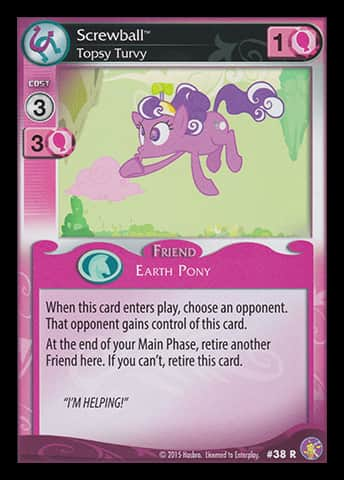 Screwball™
Topsy Turvy
1
COST
3
3
FRIEND
EARTH PONY
When this card enters play, choose an opponent.
That opponent gains control of this card.
At the end of your Main Phase, retire another
Friend here. If you can't, retire this card.
"I'M HELPING!"
© 2015 Hasbro. Licensed to Enterplay. #38 R